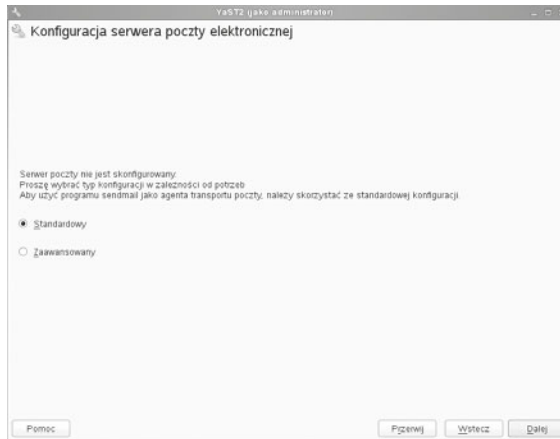 YaST2 (jako administrator)
Konfiguracja serwera poczty elektronicznej
Serwer poczty nie jest skonfigurowany.
Proszę wybrać typ konfiguracji w zależności od potrzeb
Aby użyć programu sendmail jako agenta transportu poczty, należy skorzystać ze standardowej konfiguracji.
Standardowy
Zaawansowany
Pomoc
Przerwij
Wstecz
Dalej